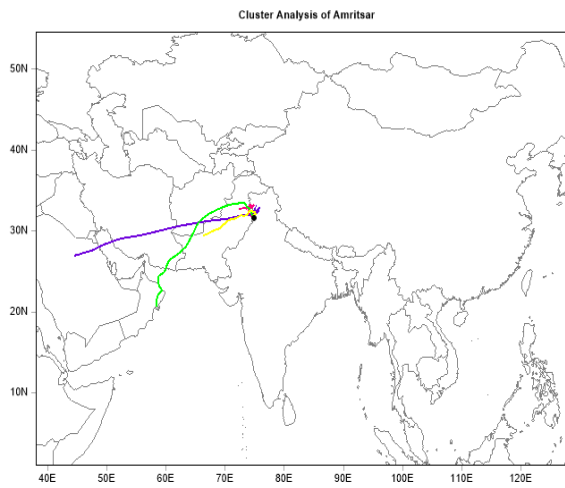 Cluster Analysis of Amritsar
50N
40N
30N
20N
10N
40E 50E 60E 70E 80E 90E 100E 110E 120E